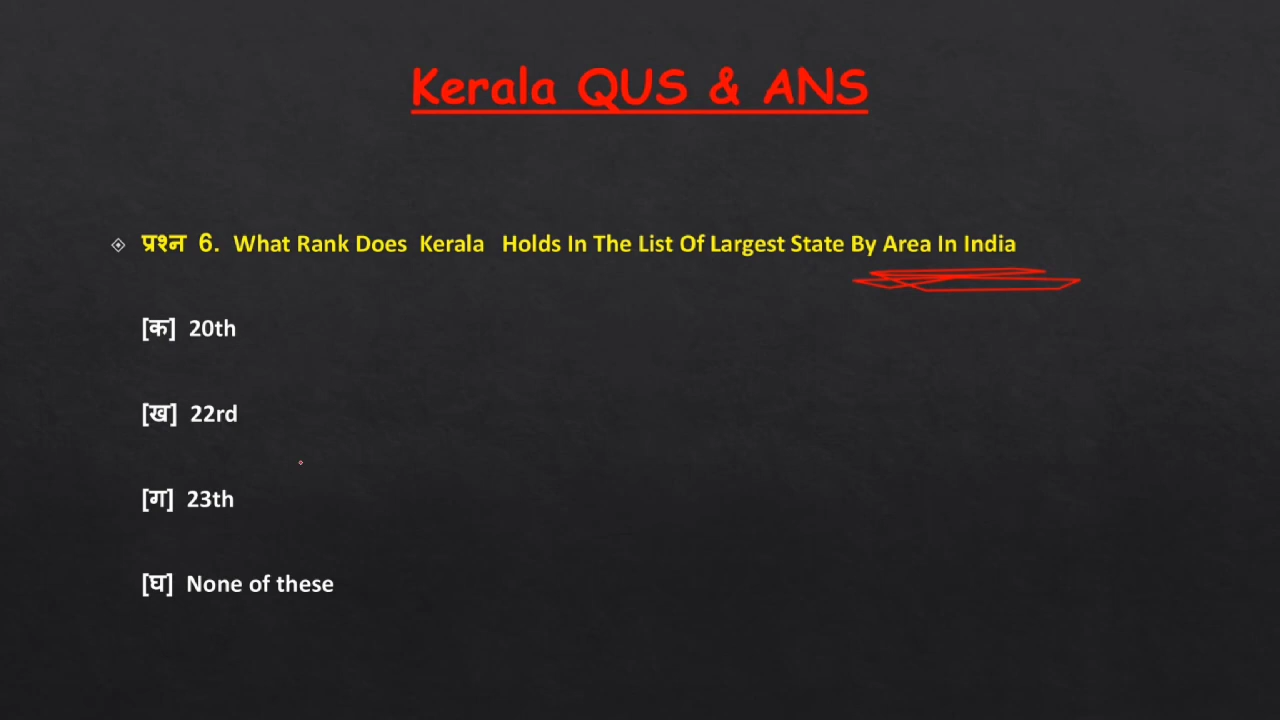 Kerala QUS & ANS
प्रश्न 6. What Rank Does Kerala Holds In The List Of Largest State By Area In India
[क] 20th
[ख] 22rd
[ग] 23th
[घ] None of these